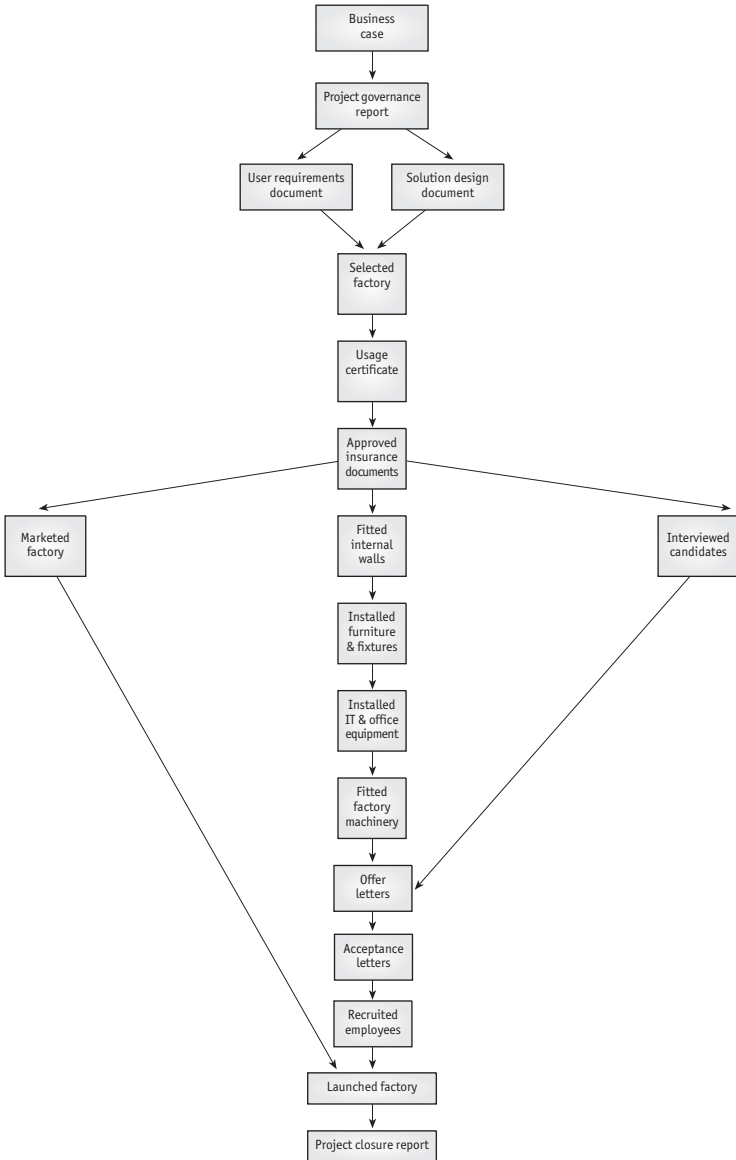 Business
case
Project governance
report
User requirements
document
Solution design
document
Selected
factory
Usage
certificate
Approved
insurance
documents
Marketed
factory
Fitted
internal
walls
Interviewed
candidates
Installed
furniture
& fixtures
Installed
IT & office
equipment
Fitted
factory
machinery
Offer
letters
Acceptance
letters
Recruited
employees
Launched factory
Project closure report